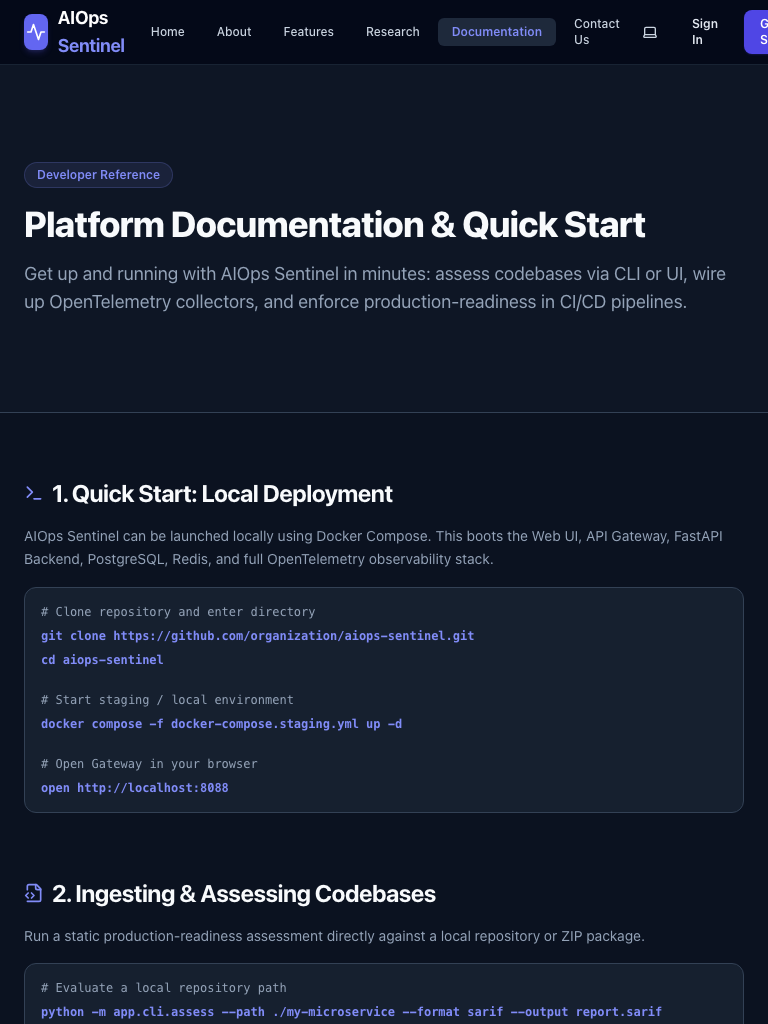 AIOps
Sentinel
Home
About
Features
Research
Documentation
Contact
Us
Sign
In
Developer Reference
Platform Documentation & Quick Start
Get up and running with AIOps Sentinel in minutes: assess codebases via CLI or UI, wire
up OpenTelemetry collectors, and enforce production-readiness in CI/CD pipelines.
1. Quick Start: Local Deployment
AIOps Sentinel can be launched locally using Docker Compose. This boots the Web UI, API Gateway, FastAPI
Backend, PostgreSQL, Redis, and full OpenTelemetry observability stack.
# Clone repository and enter directory
git clone https://github.com/organization/aiops-sentinel.git
cd aiops-sentinel
# Start staging / local environment
docker compose -f docker-compose.staging.yml up -d
# Open Gateway in your browser
open http://localhost:8088
2. Ingesting & Assessing Codebases
Run a static production-readiness assessment directly against a local repository or ZIP package.
# Evaluate a local repository path
python -m app.cli.assess --path ./my-microservice --format sarif --output report.sarif